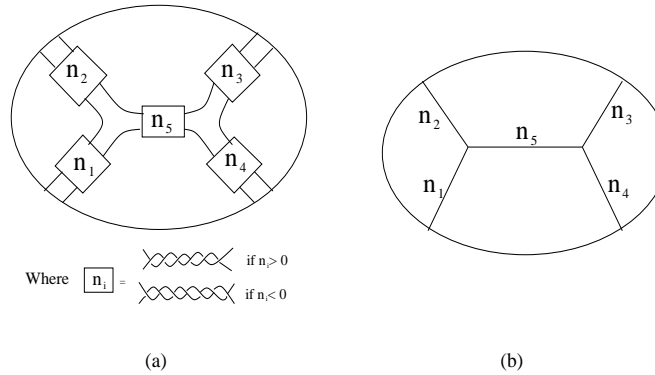 n₂ n₃
n₅
n₁ n₄
n₂ n₅ n₃
n₁ n₄
Where nᵢ = if nᵢ> 0
if nᵢ< 0
(a) (b)